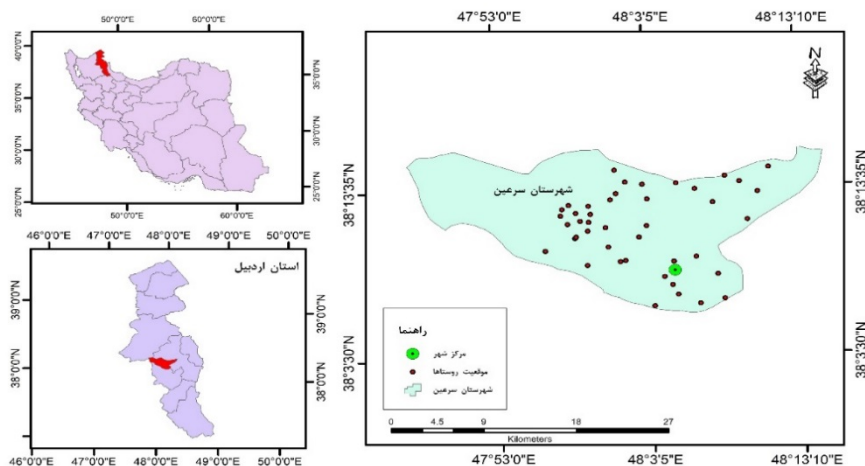 50°0'0"E 60°0'0"E
40°0'0"N
35°0'0"N
30°0'0"N
25°0'0"N
35°0'0"N
30°0'0"N
25°0'0"N
50°0'0"E 60°0'0"E
46°0'0"E 47°0'0"E 48°0'0"E 49°0'0"E 50°0'0"E
استان اردبیل
39°0'0"N
38°0'0"N
39°0'0"N
38°0'0"N
46°0'0"E 47°0'0"E 48°0'0"E 49°0'0"E 50°0'0"E
47°53'0"E 48°3'5"E 48°13'10"E
N
38°13'35"N
38°3'30"N
شهرستان سرعین
38°13'35"N
38°3'30"N
راهنما
مرکز شهر
موقعیت روستاها
شهرستان سرعین
0 4.5 9 18 27
Kilometers
47°53'0"E 48°3'5"E 48°13'10"E